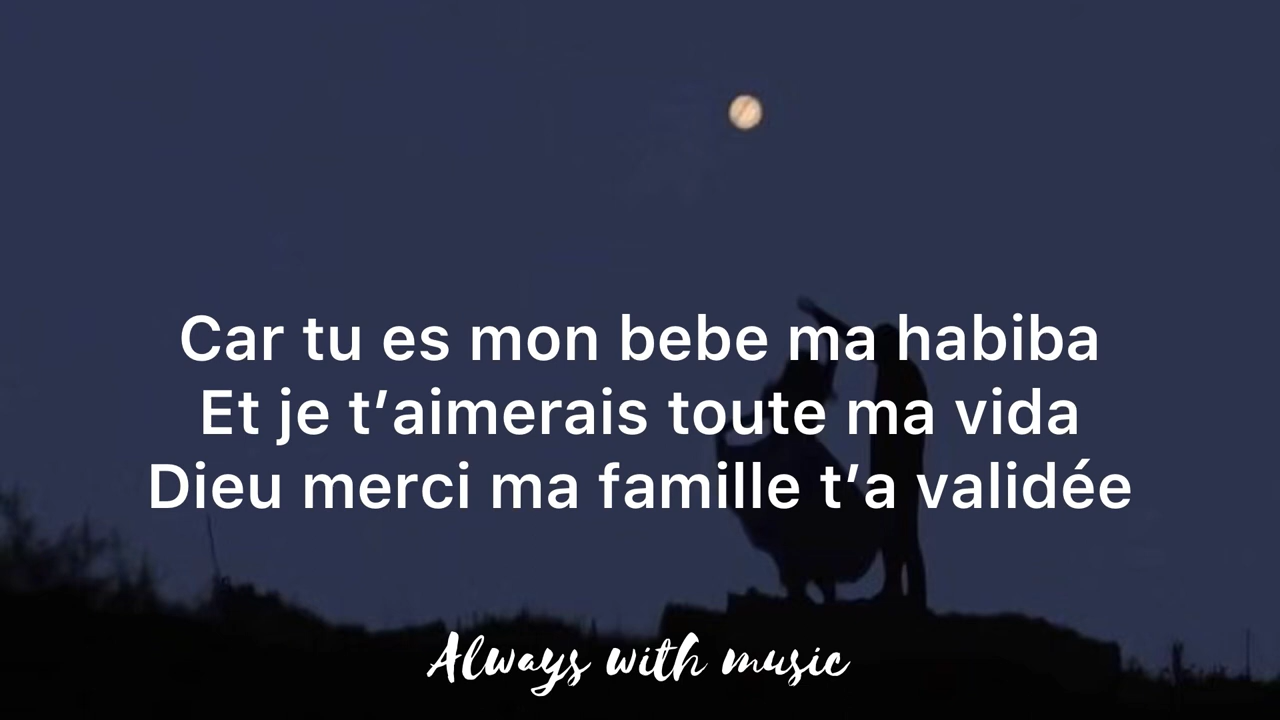 Car tu es mon bebe ma habiba
Et je t’aimerais toute ma vida
Dieu merci ma famille t’a validée
Always with music